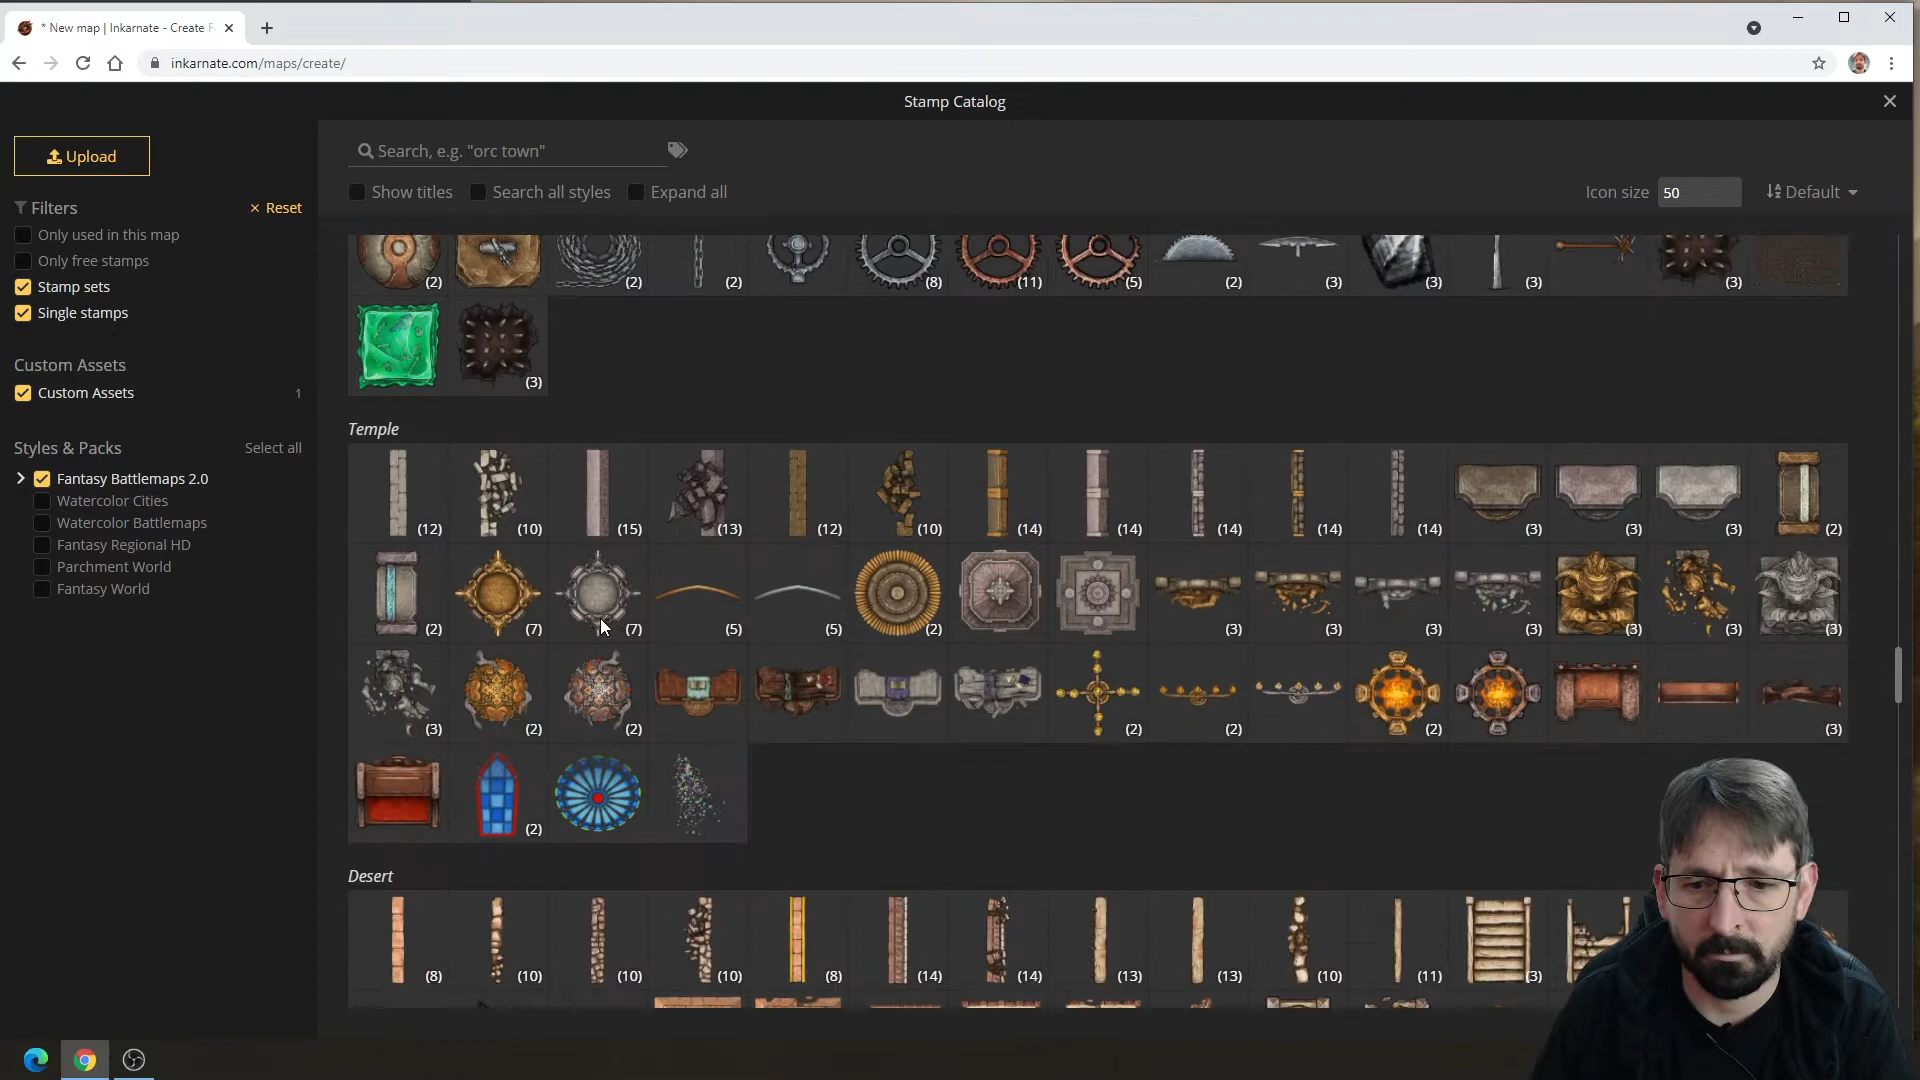 * New map | Inkarnate - Create F
inkarnate.com/maps/create/
Stamp Catalog
Upload
Search, e.g. "orc town"
Show titles
Search all styles
Expand all
Icon size
50
Default
Filters
Reset
Only used in this map
Only free stamps
Stamp sets
Single stamps
Custom Assets
Custom Assets
1
Styles & Packs
Select all
Fantasy Battlemaps 2.0
Watercolor Cities
Watercolor Battlemaps
Fantasy Regional HD
Parchment World
Fantasy World
(2) (2) (2) (8) (11) (5) (2) (3) (3) (3) (3)
(3)
Temple
(12) (10) (15) (13) (12) (10) (14) (14) (14) (14) (14) (3) (3) (3) (2)
(2) (7) (7) (5) (5) (2) (3) (3) (3) (3) (3) (3) (3)
(3) (2) (2) (2) (2) (2) (3)
(2)
Desert
(8) (10) (10) (10) (8) (14) (14) (13) (13) (10) (11) (3)